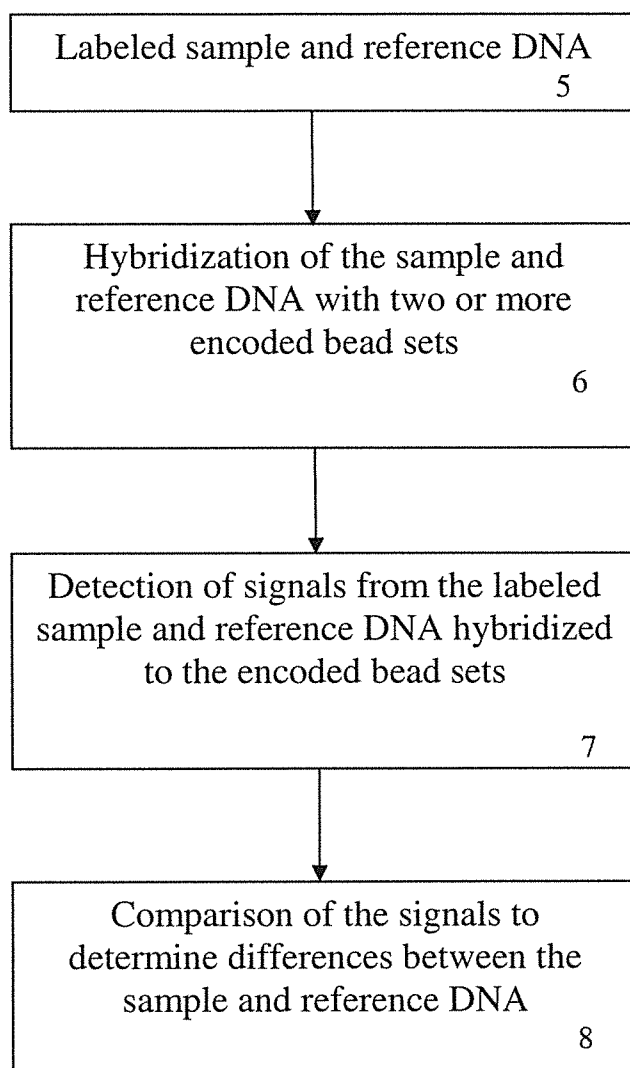 Labeled sample and reference DNA
5
Hybridization of the sample and
reference DNA with two or more
encoded bead sets
6
Detection of signals from the labeled
sample and reference DNA hybridized
to the encoded bead sets
7
Comparison of the signals to
determine differences between the
sample and reference DNA
8